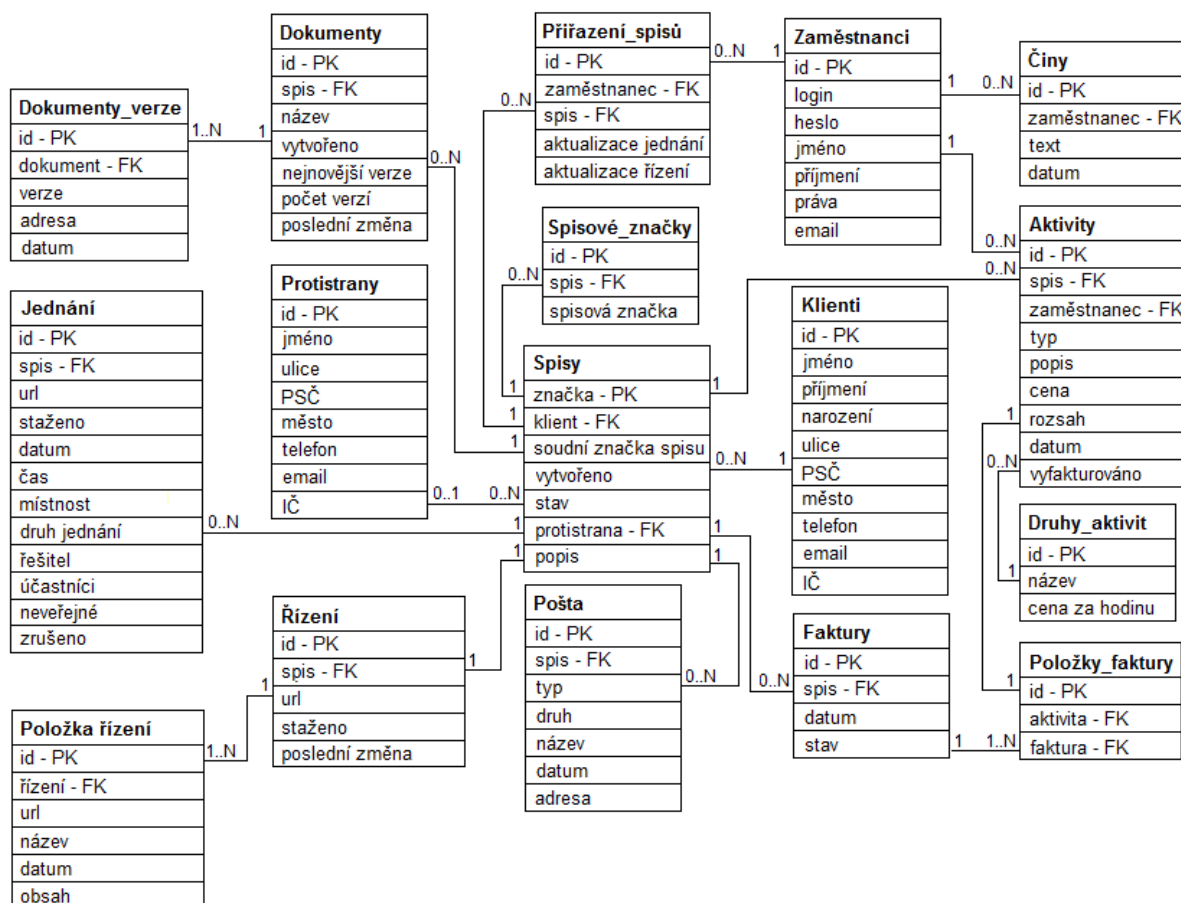 Dokumenty
id - PK
spis - FK
název
vytvořeno
nejnovější verze
počet verzí
poslední změna
Přiřazení_spisů
id - PK
zaměstnanec - FK
spis - FK
aktualizace jednání
aktualizace řízení
Zaměstnanci
id - PK
login
heslo
jméno
příjmení
práva
email
Činy
id - PK
zaměstnanec - FK
text
datum
Dokumenty_verze
id - PK
dokument - FK
verze
adresa
datum
1..N
1
0..N
0..N
0..N
1
1
0..N
1
0..N
0..N
Spisové_značky
id - PK
spis - FK
spisová značka
0..N
Aktivity
id - PK
spis - FK
zaměstnanec - FK
typ
popis
cena
rozsah
datum
vyfakturováno
Protistrany
id - PK
jméno
ulice
PSČ
město
telefon
email
IČ
Jednání
id - PK
spis - FK
url
staženo
datum
čas
místnost
druh jednání
řešitel
účastníci
neveřejné
zrušeno
Klienti
id - PK
jméno
příjmení
narození
ulice
PSČ
město
telefon
email
IČ
Spisy
značka - PK
klient - FK
soudní značka spisu
vytvořeno
stav
protistrana - FK
popis
1
1
1
1
0..N
1
0..1
0..N
0..N
1
1
1
1
1
0..N
Druhy_aktivit
id - PK
název
cena za hodinu
1
Řízení
id - PK
spis - FK
url
staženo
poslední změna
1
1
1..N
Pošta
id - PK
spis - FK
typ
druh
název
datum
adresa
0..N
0..N
Faktury
id - PK
spis - FK
datum
stav
1
1..N
1
Položky_faktury
id - PK
aktivita - FK
faktura - FK
Položka řízení
id - PK
řízení - FK
url
název
datum
obsah